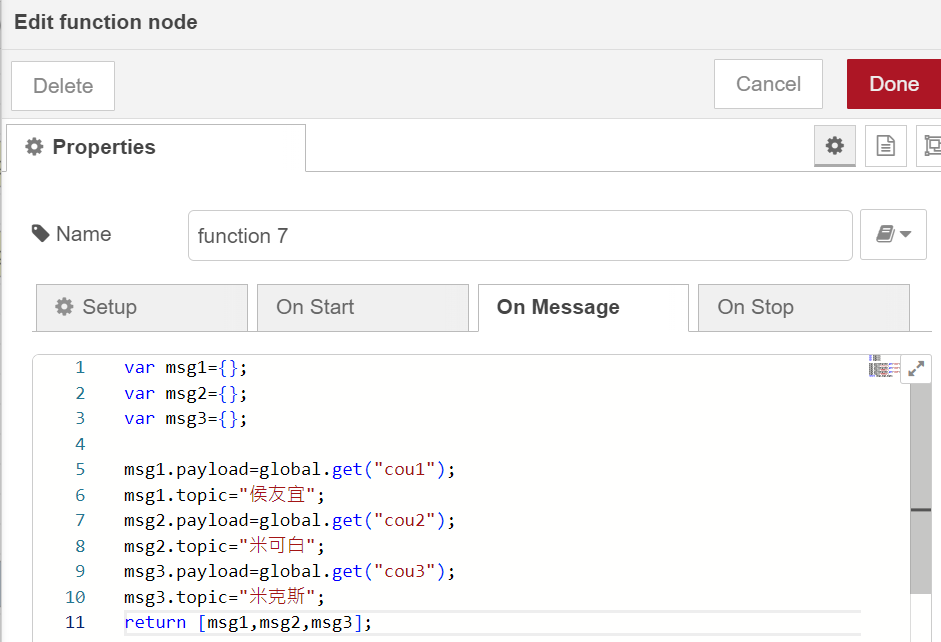 Edit function node
Delete
Cancel
Done
Properties
Name
function 7
Setup
On Start
On Message
On Stop
1 var msg1={};
2 var msg2={};
3 var msg3={};
4
5 msg1.payload=global.get("cou1");
6 msg1.topic="侯友宜";
7 msg2.payload=global.get("cou2");
8 msg2.topic="米可白";
9 msg3.payload=global.get("cou3");
10 msg3.topic="米克斯";
11 return [msg1,msg2,msg3];